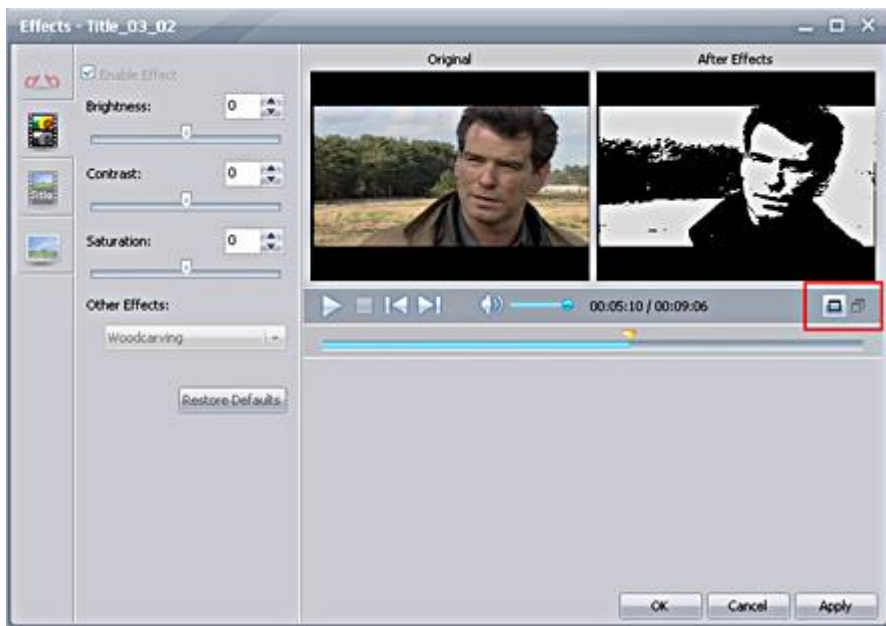 Effects - Title_03_02
Enable Effect
Brightness: 0
Contrast: 0
Saturation: 0
Other Effects:
Woodcarving
Restore Defaults
Title
Original
After Effects
00:05:10 / 00:09:06
OK
Cancel
Apply